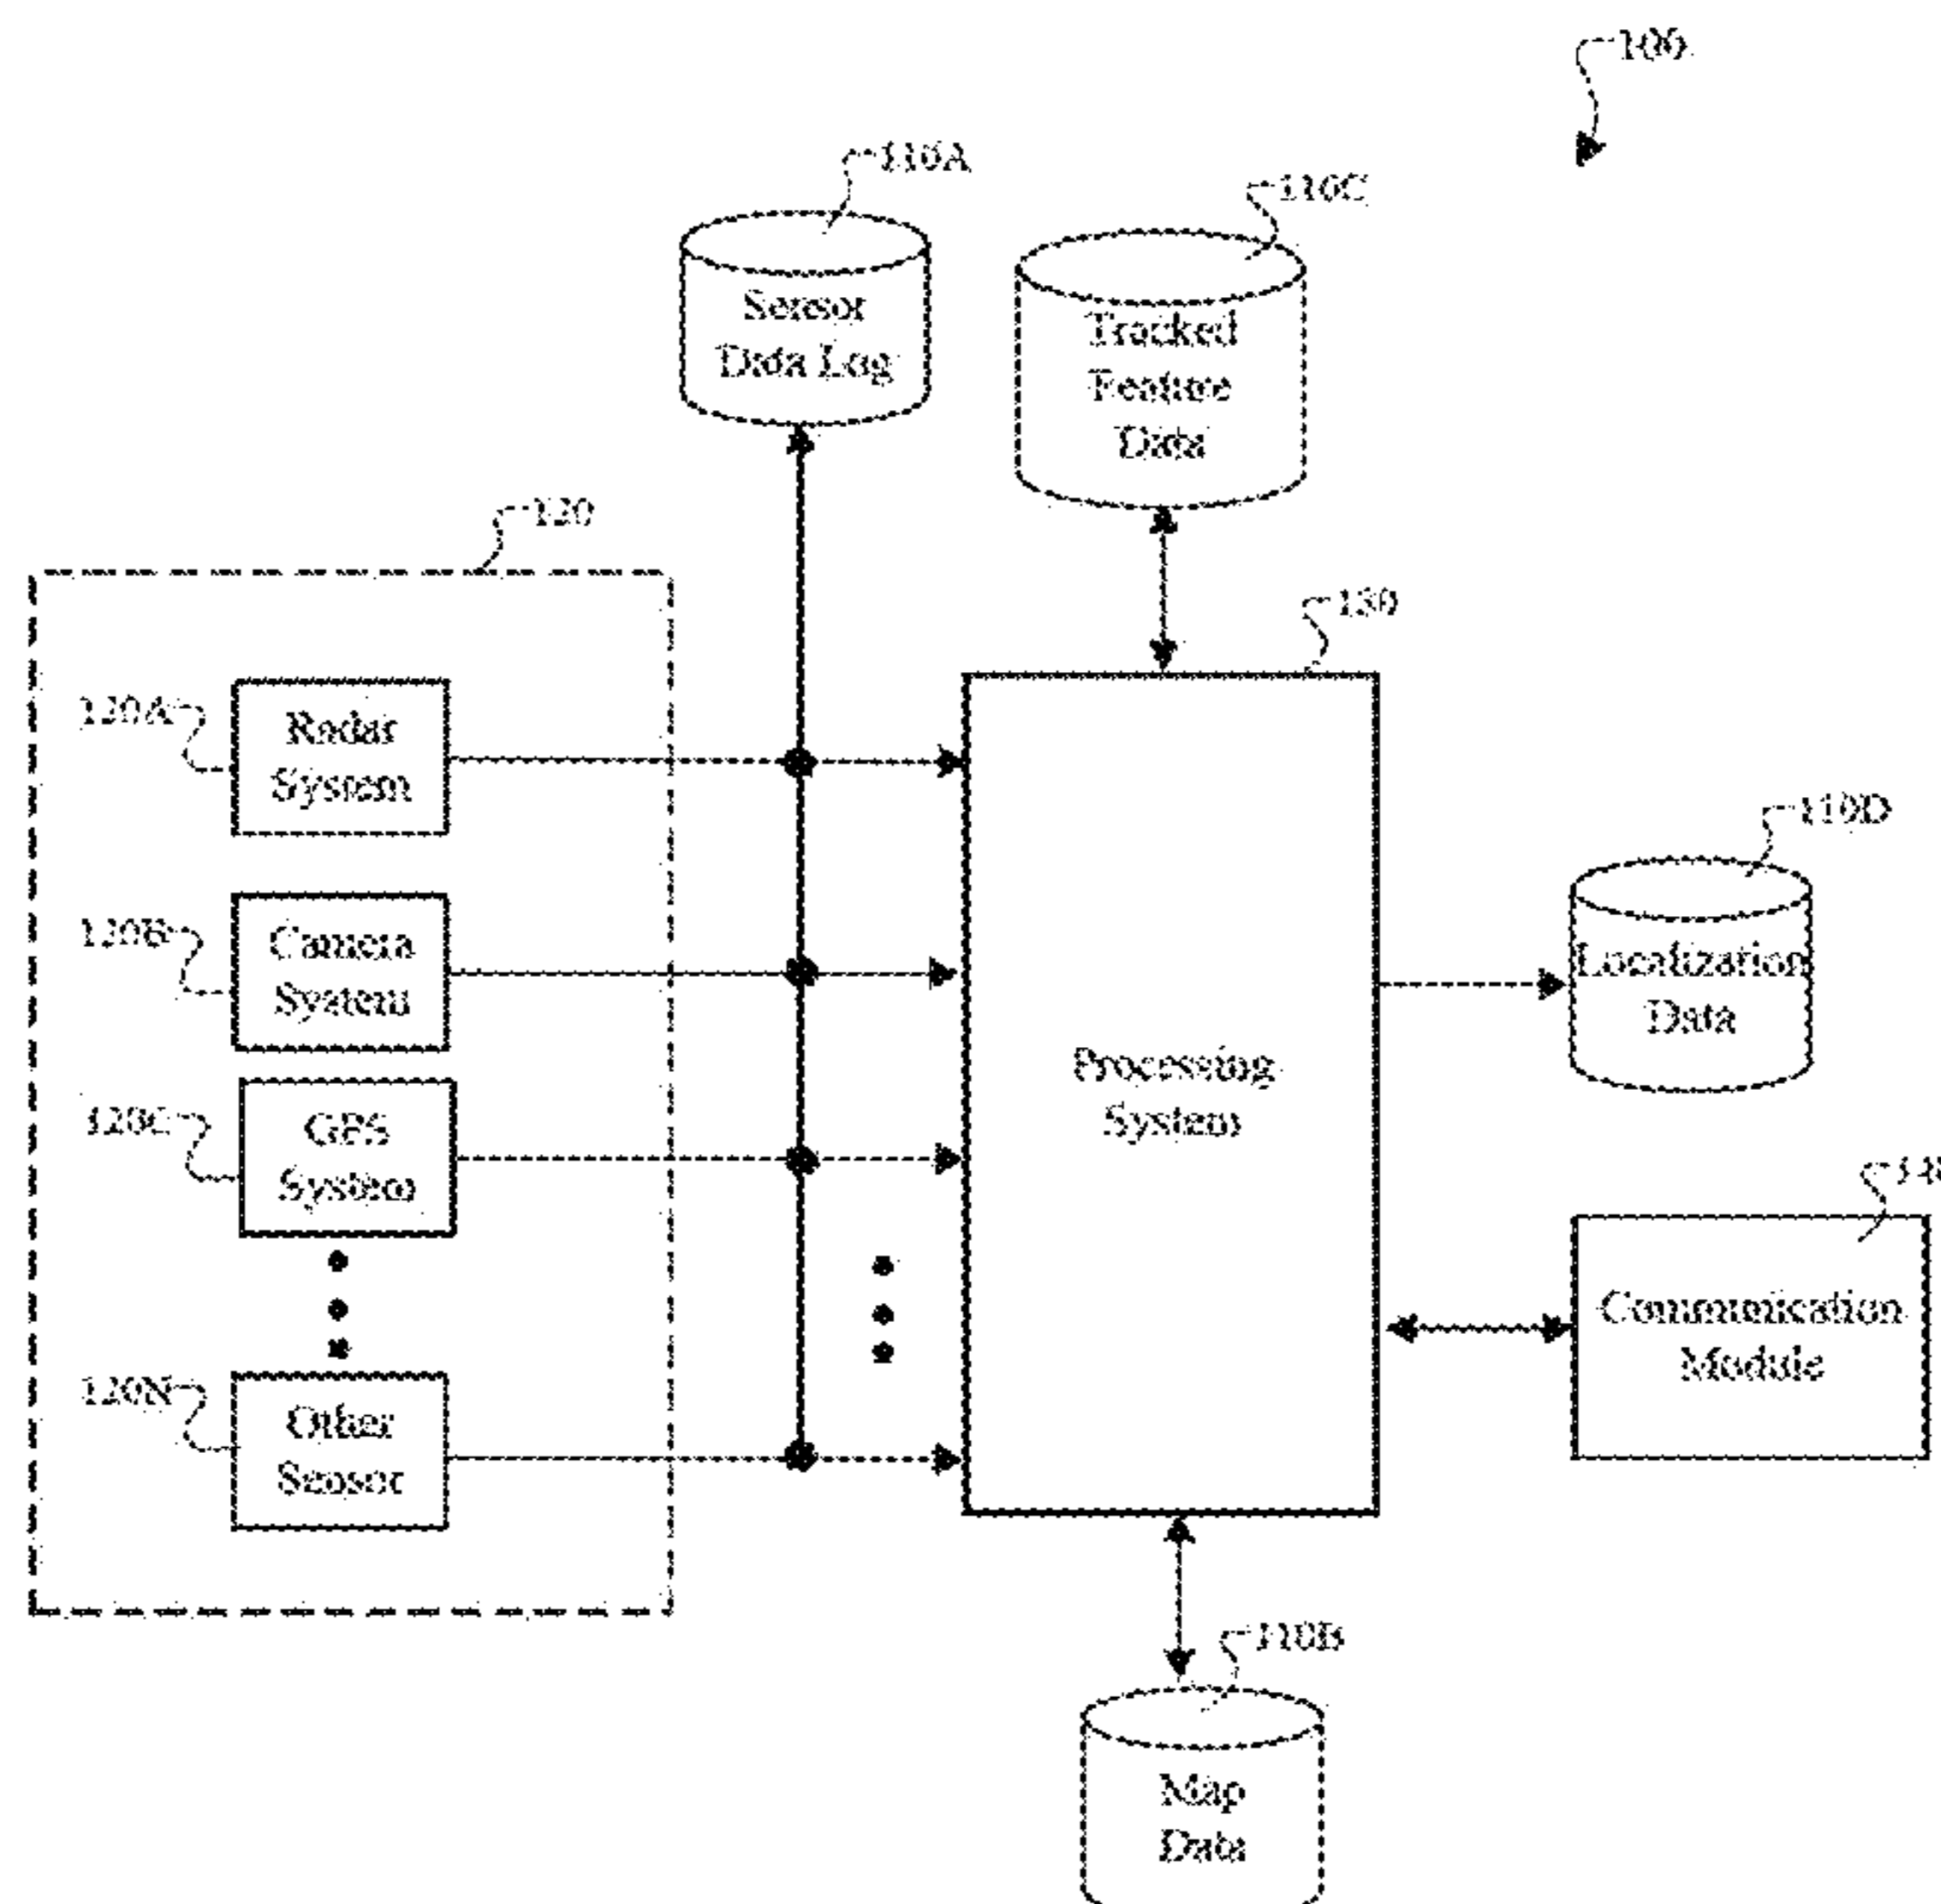 100
110A
110C
Sensor
Data Log
Tracked
Feature
Data
120
130
120A
Radar
System
110D
120B
Camera
System
Localization
Data
Processing
System
120C
GPS
System
Communication
Module
120N
Other
Sensor
110B
Map
Data